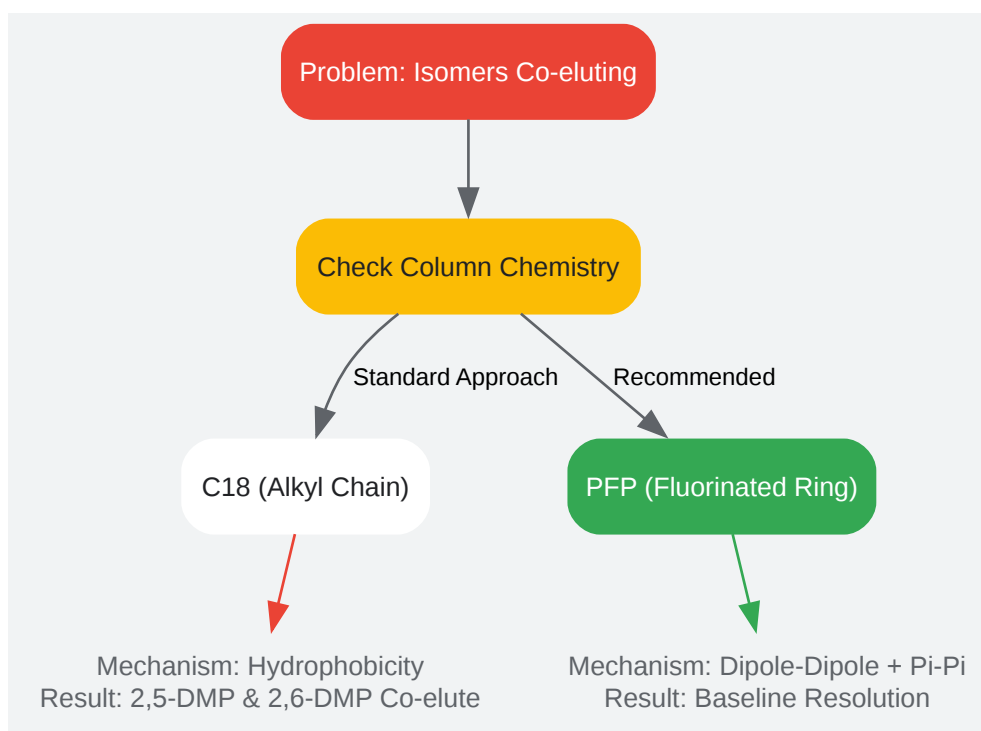 Problem: Isomers Co-eluting
Check Column Chemistry
Standard Approach
Recommended
C18 (Alkyl Chain)
PFP (Fluorinated Ring)
Mechanism: Hydrophobicity
Result: 2,5-DMP & 2,6-DMP Co-elute
Mechanism: Dipole-Dipole + Pi-Pi
Result: Baseline Resolution